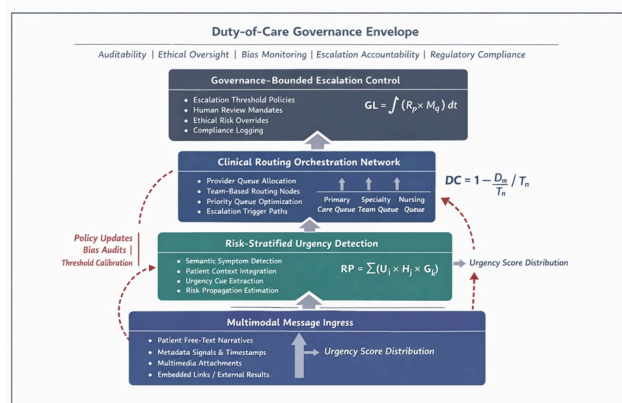 Duty-of-Care Governance Envelope
Auditability | Ethical Oversight | Bias Monitoring | Escalation Accountability | Regulatory Compliance
Governance-Bounded Escalation Control
• Escalation Threshold Policies
• Human Review Mandates
• Ethical Risk Overrides
• Compliance Logging
GL = ∫ (Rp × Mq) dt
Clinical Routing Orchestration Network
• Provider Queue Allocation
• Team-Based Routing Nodes
• Priority Queue Optimization
• Escalation Trigger Paths
Primary Care Queue
Specialty Team Queue
Nursing Queue
DC = 1 − Dm/Tn / Tn
Policy Updates
Bias Audits |
Threshold Calibration
Risk-Stratified Urgency Detection
• Semantic Symptom Detection
• Patient Context Integration
• Urgency Cue Extraction
• Risk Propagation Estimation
RP = ∑(Ui × Hj × Gk)
Urgency Score Distribution
Multimodal Message Ingress
• Patient Free-Text Narratives
• Metadata Signals & Timestamps
• Multimedia Attachments
• Embedded Links / External Results
Urgency Score Distribution